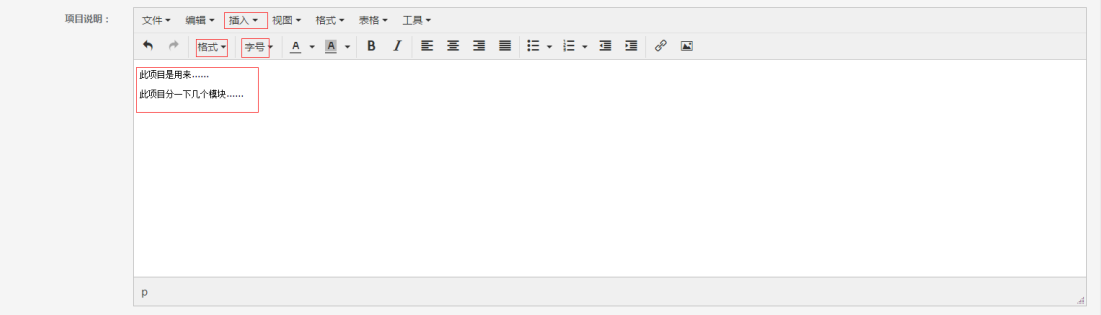 项目说明：
文件 编辑 插入 视图 格式 表格 工具
格式 字号 A A B I
此项目是用来......
此项目分一下几个模块......
p